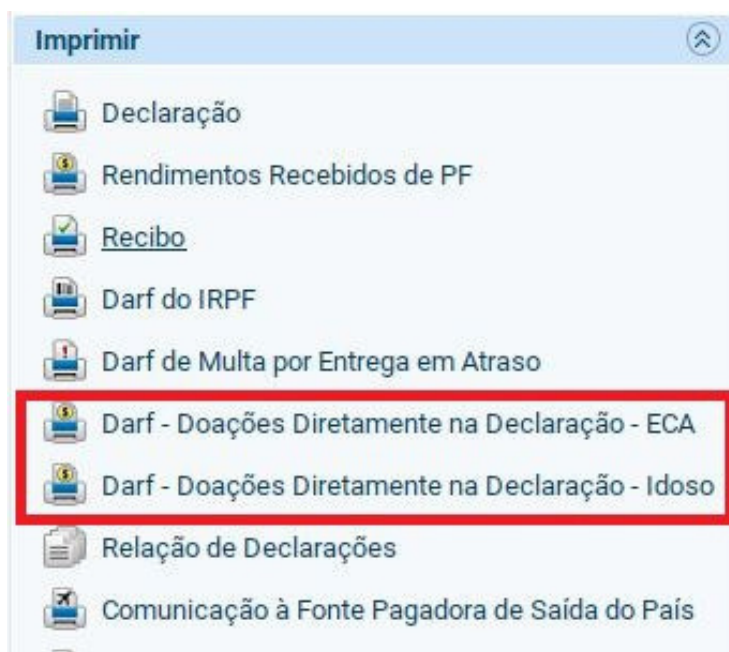 Imprimir
Declaração
Rendimentos Recebidos de PF
Recibo
Darf do IRPF
Darf de Multa por Entrega em Atraso
Darf - Doações Diretamente na Declaração - ECA
Darf - Doações Diretamente na Declaração - Idoso
Relação de Declarações
Comunicação à Fonte Pagadora de Saída do País